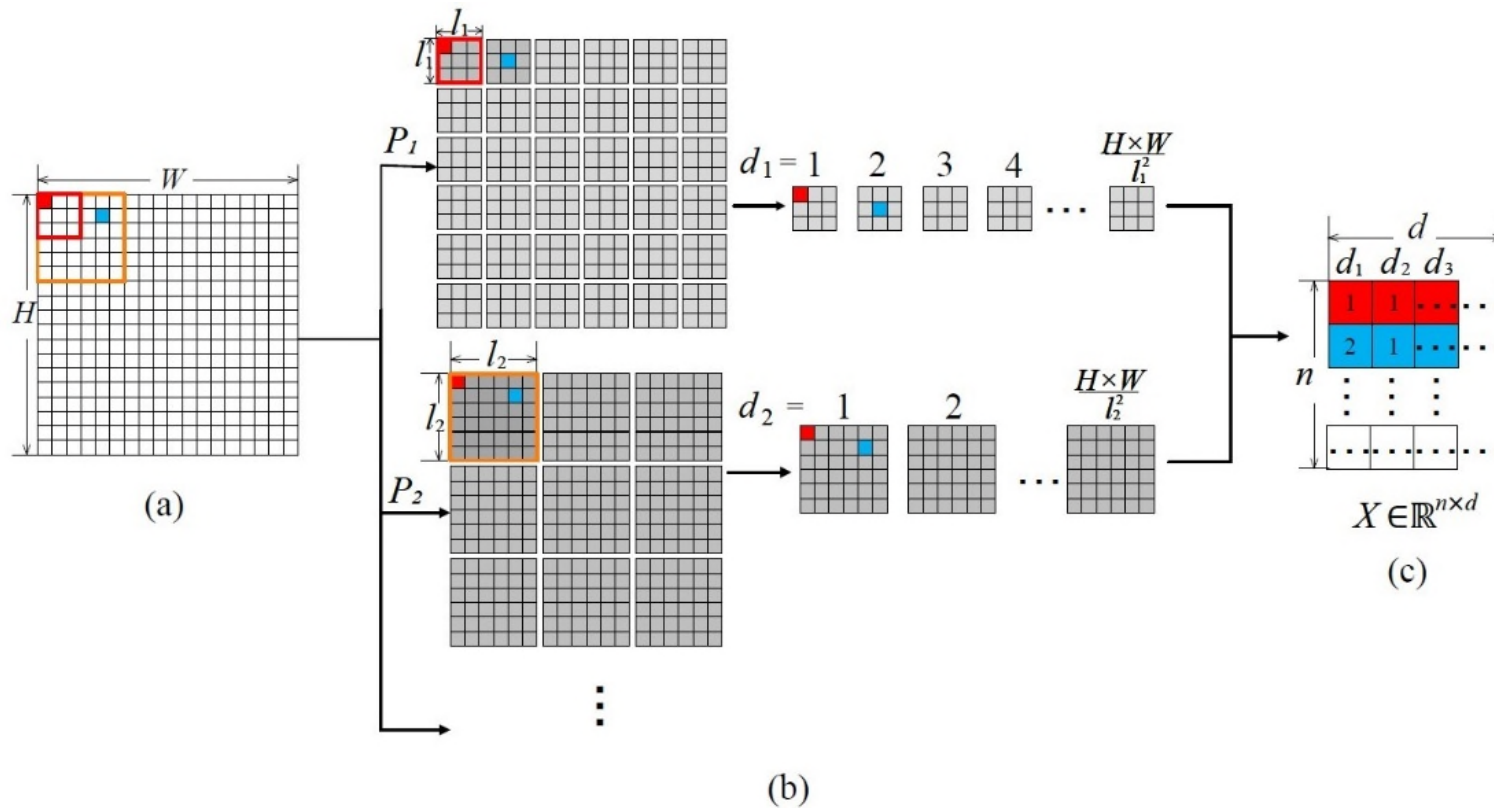 W
H
(a)
l₁
l₁
P₁
d₁ = 1 2 3 4 ··· H×W/l₁²
l₂
l₂
P₂
d₂ = 1 2 ··· H×W/l₂²
⋮
(b)
d
d₁ d₂ d₃
n
1 1 ·····
2 1 ·····
⋮ ⋮ ⋮
··········
X ∈ ℝⁿˣᵈ
(c)